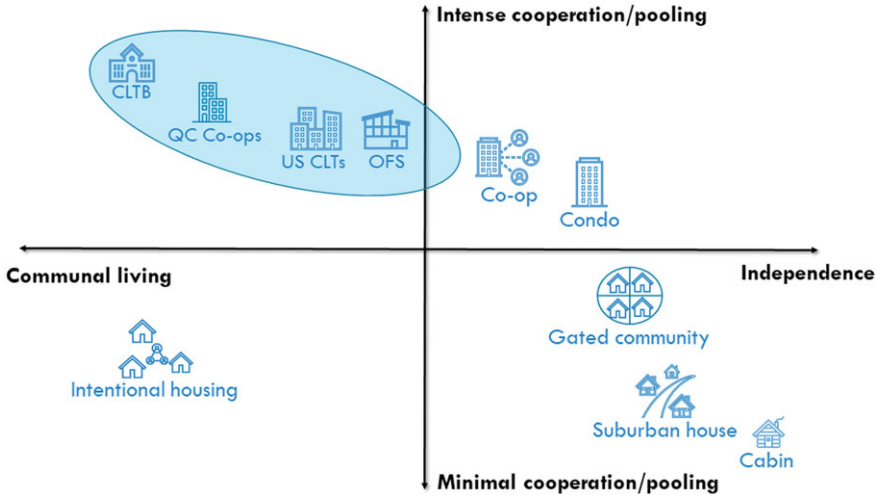 Intense cooperation/pooling
CLTB
QC Co-ops
US CLTs
OFS
Co-op
Condo
Communal living
Independence
Gated community
Intentional housing
Suburban house
Cabin
Minimal cooperation/pooling